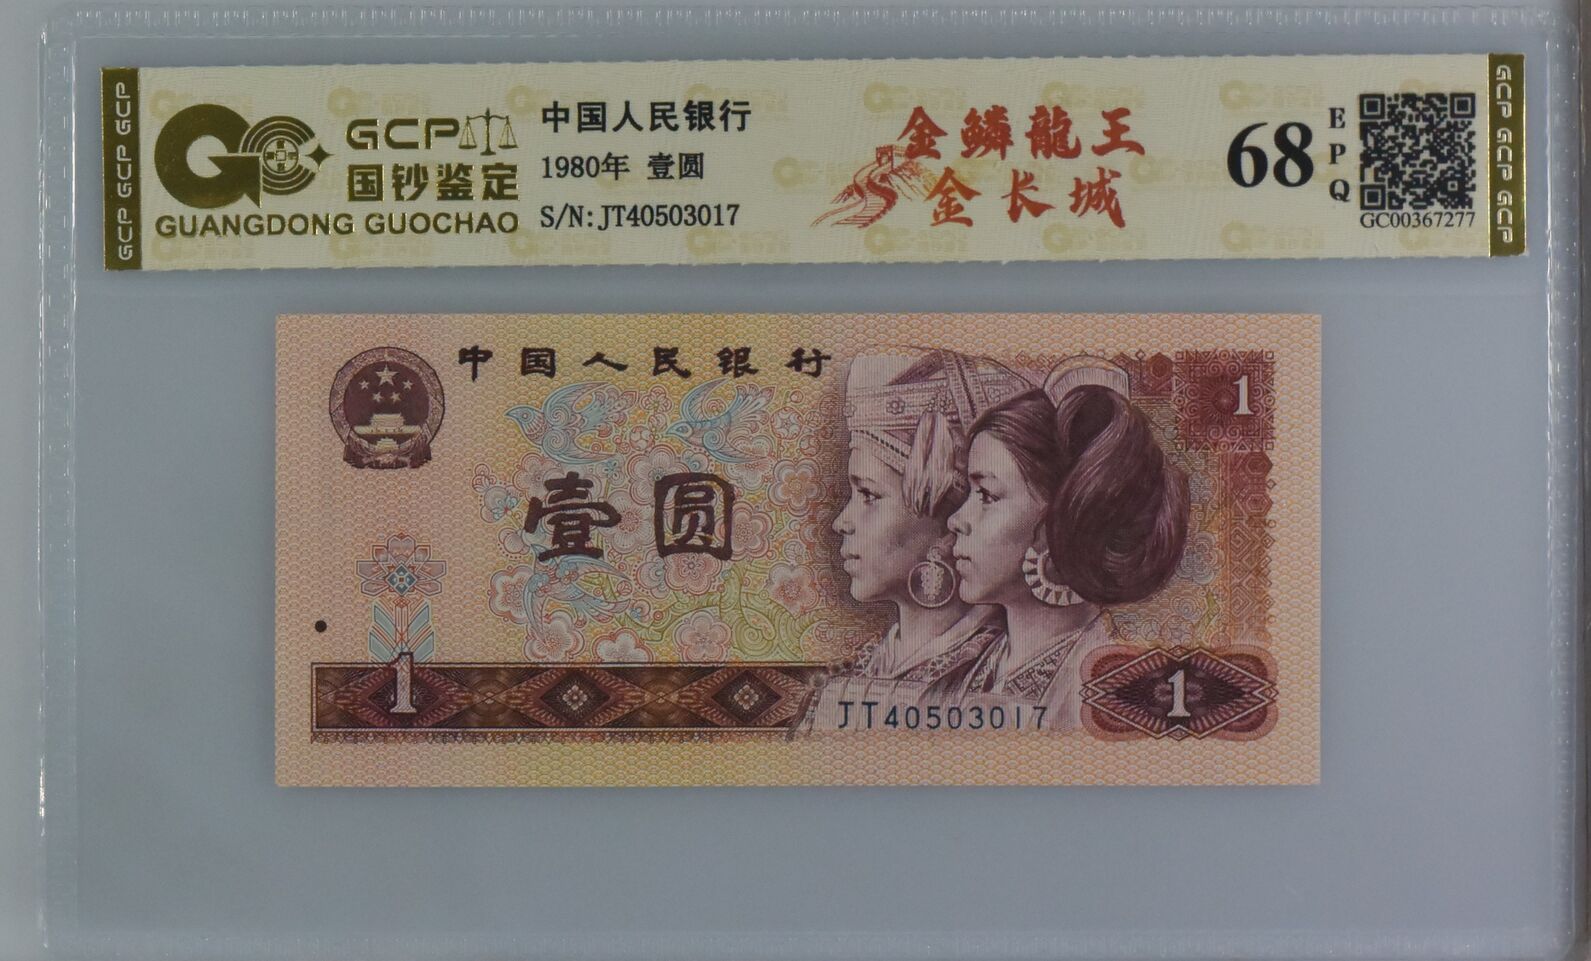 GCP GCP GCP
GCP
国钞鉴定
GUANGDONG GUOCHAO
中国人民银行
1980年 壹圆
S/N:JT40503017
金鳞龍王
金长城
68
EPQ
GC00367277
GCP GCP GCP
中国人民银行
1
壹圆
1
JT40503017
1